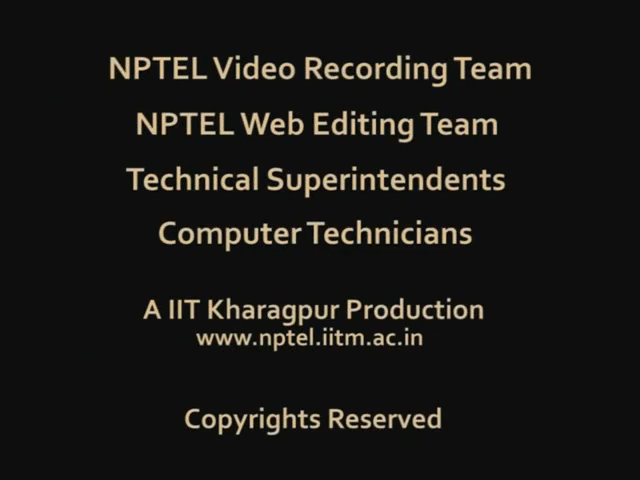 NPTEL Video Recording Team
NPTEL Web Editing Team
Technical Superintendents
Computer Technicians
A IIT Kharagpur Production
www.nptel.iitm.ac.in
Copyrights Reserved